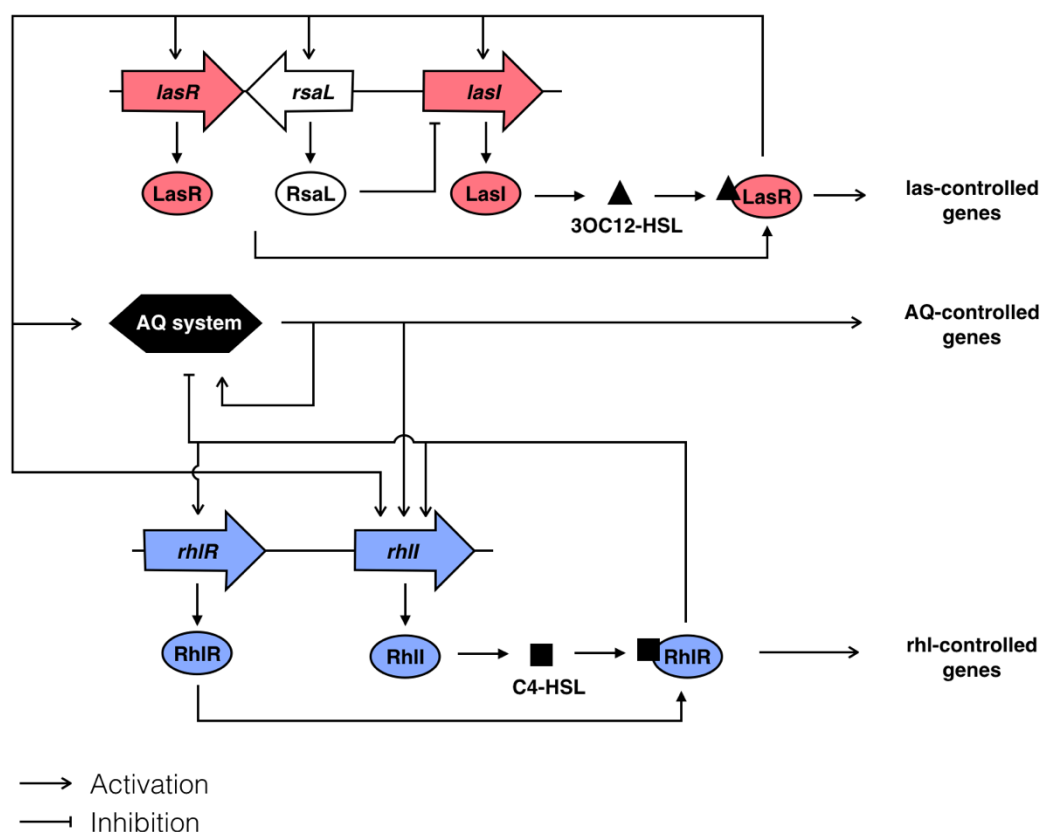 lasR
rsaL
lasI
LasR
RsaL
LasI
3OC12-HSL
LasR
las-controlled
genes
AQ system
AQ-controlled
genes
rhlR
rhlI
RhlR
RhlI
C4-HSL
RhlR
rhl-controlled
genes
Activation
Inhibition